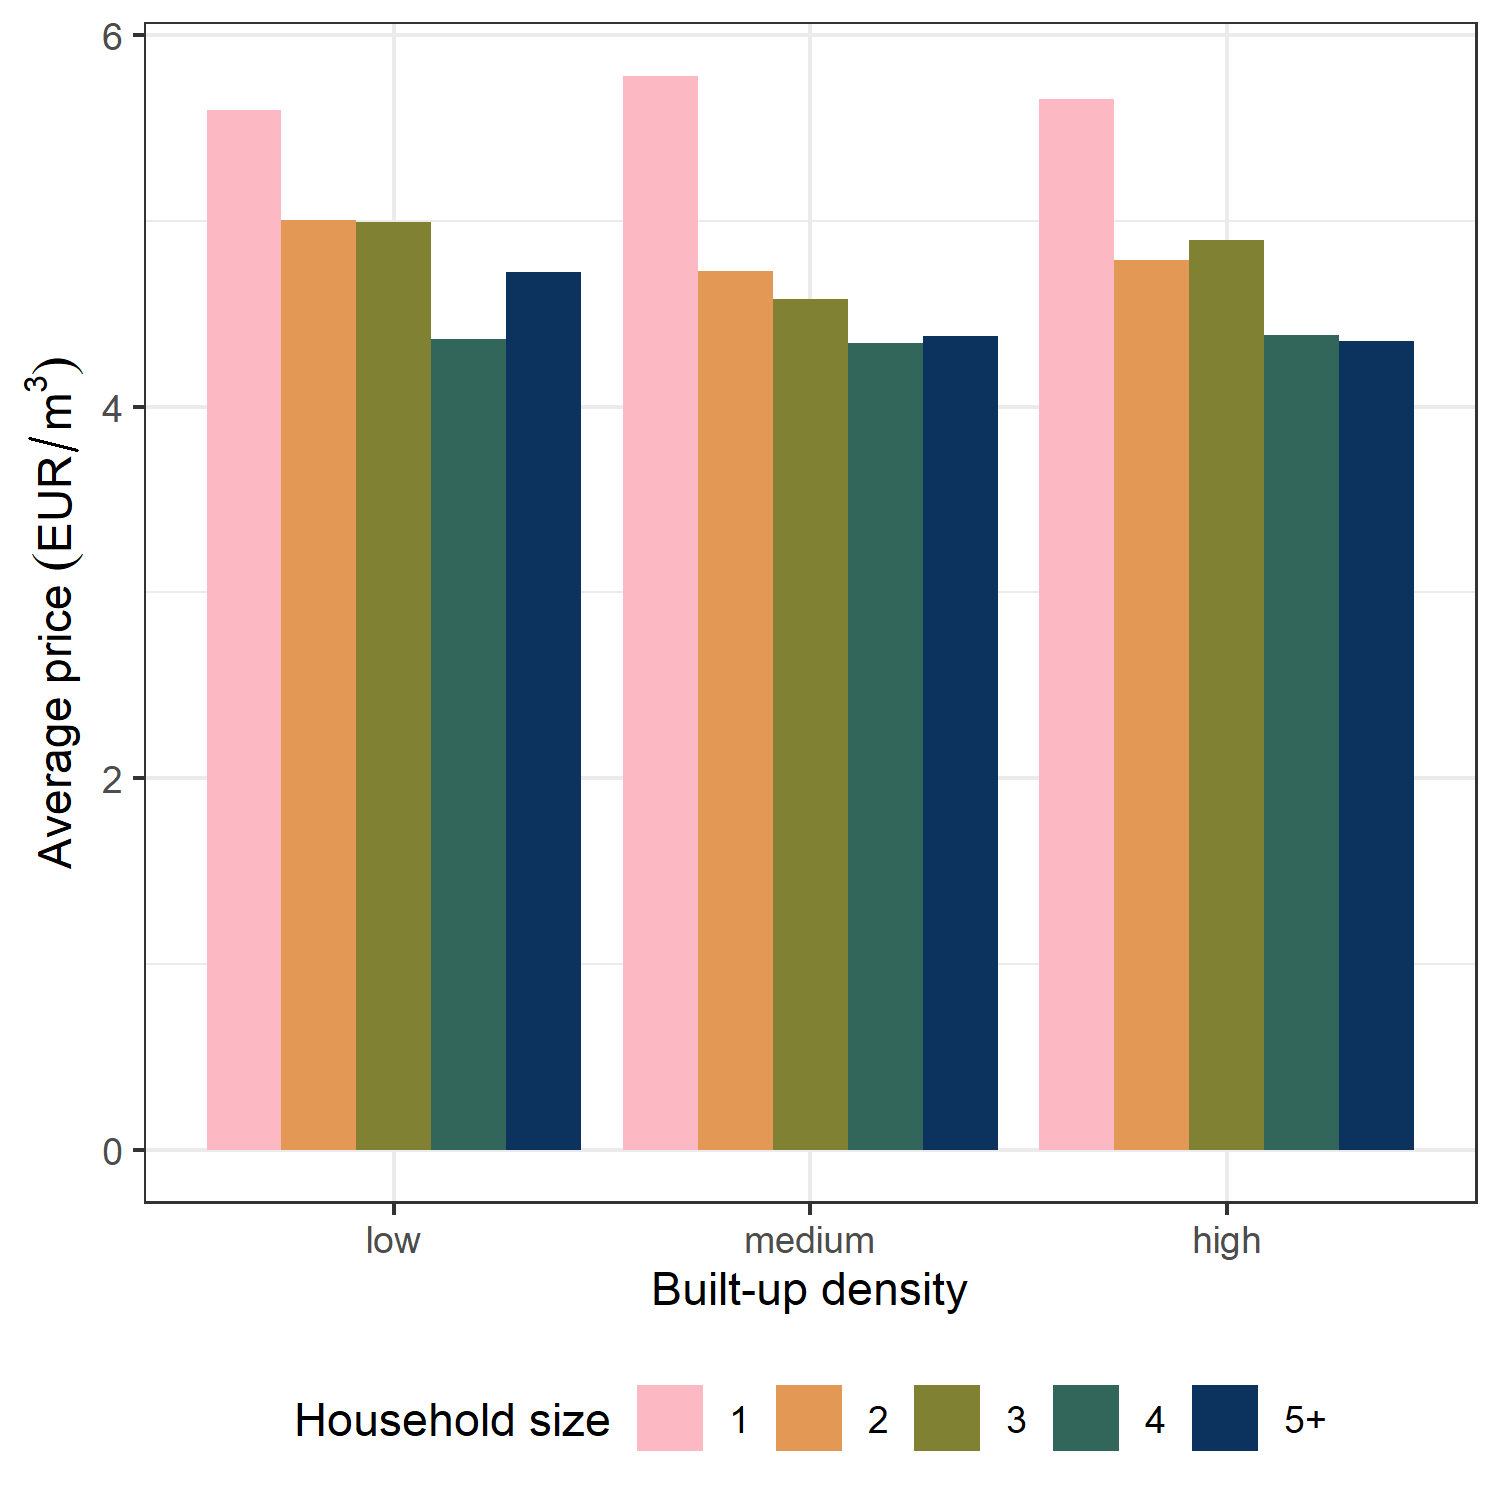 Average price (EUR/m³)
6
4
2
0
low medium high
Built-up density
Household size 1 2 3 4 5+